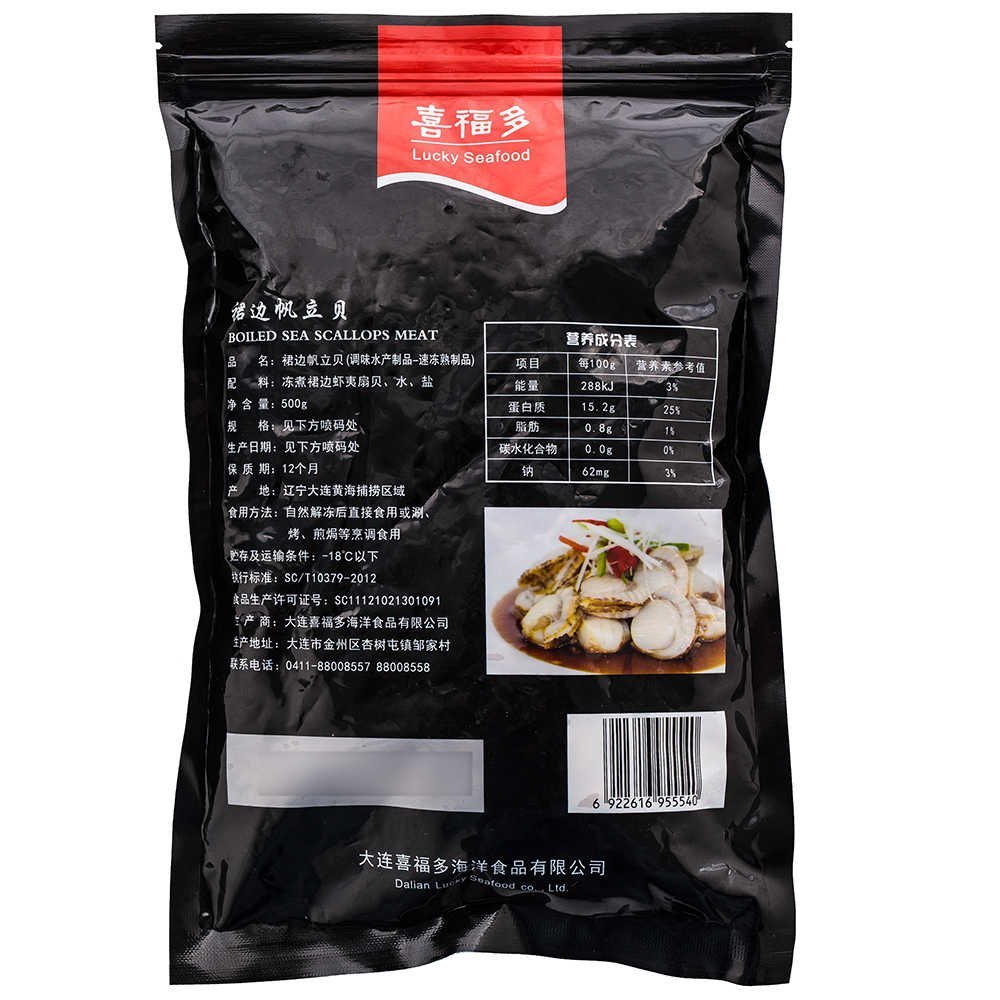 喜福多
Lucky Seafood
裙边帆立贝
BOILED SEA SCALLOPS MEAT
品 名：裙边帆立贝(调味水产制品-速冻熟制品)
配 料：冻煮裙边虾夷扇贝、水、盐
净 含 量：500g
规 格：见下方喷码处
生产日期：见下方喷码处
保 质 期：12个月
产 地：辽宁大连黄海捕捞区域
食用方法：自然解冻后直接食用或涮、
烤、煎焗等烹调食用
贮存及运输条件：-18℃以下
执行标准：SC/T10379-2012
食品生产许可证号：SC11121021301091
生 产 商：大连喜福多海洋食品有限公司
生产地址：大连市金州区杏树屯镇邹家村
联系电话：0411-88008557 88008558
营养成分表
项目 每100g 营养素参考值
能量 288kJ 3%
蛋白质 15.2g 25%
脂肪 0.8g 1%
碳水化合物 0.0g 0%
钠 62mg 3%
6 922616 955540
大连喜福多海洋食品有限公司
Dalian Lucky Seafood co., Ltd.